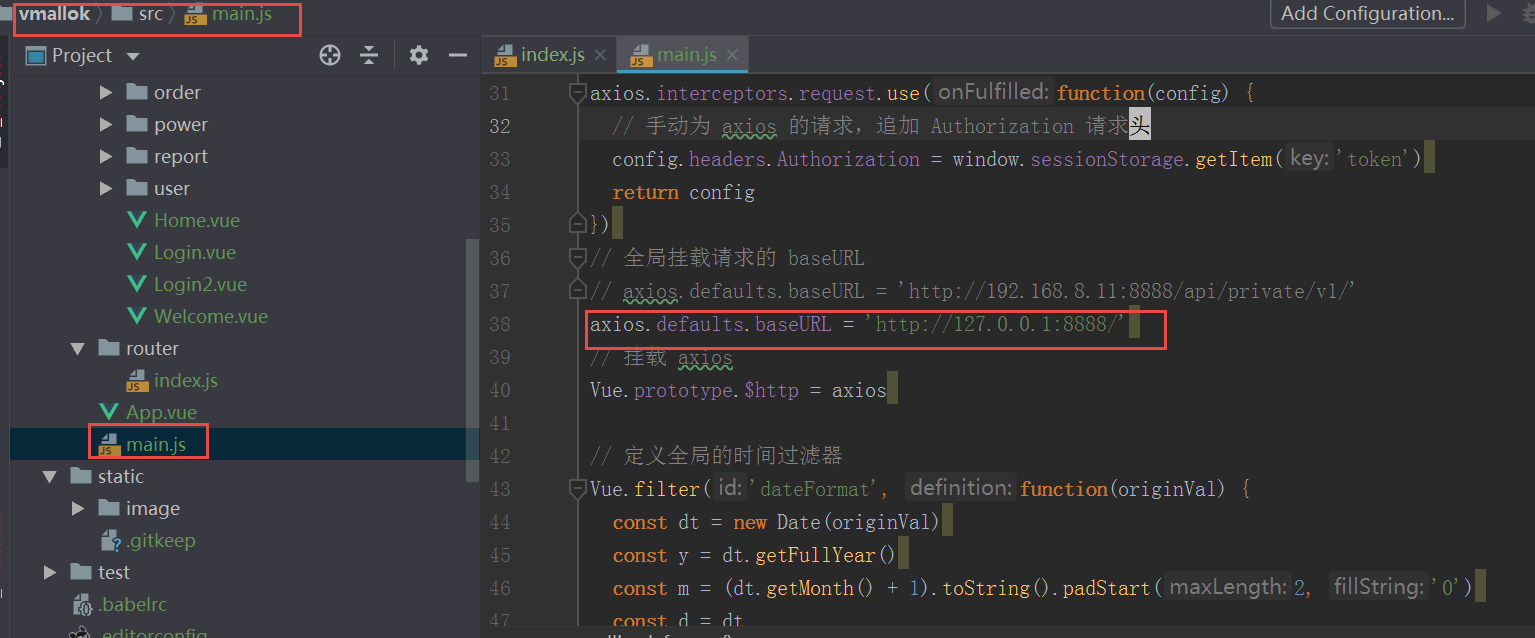 vmallok 〉 src 〉 main.js
Add Configuration...
Project
order
power
report
user
Home.vue
Login.vue
Login2.vue
Welcome.vue
router
index.js
App.vue
main.js
static
image
.gitkeep
test
.babelrc
.editorconfig
index.js
main.js
31 axios.interceptors.request.use( onFulfilled: function(config) {
32 // 手动为 axios 的请求，追加 Authorization 请求头
33 config.headers.Authorization = window.sessionStorage.getItem( key: 'token')
34 return config
35 })
36 // 全局挂载请求的 baseURL
37 // axios.defaults.baseURL = 'http://192.168.8.11:8888/api/private/v1/'
38 axios.defaults.baseURL = 'http://127.0.0.1:8888/'
39 // 挂载 axios
40 Vue.prototype.$http = axios
41
42 // 定义全局的时间过滤器
43 Vue.filter( id: 'dateFormat', definition: function(originVal) {
44 const dt = new Date(originVal)
45 const y = dt.getFullYear()
46 const m = (dt.getMonth() + 1).toString().padStart( maxLength: 2, fillString: '0')
47 const d = dt